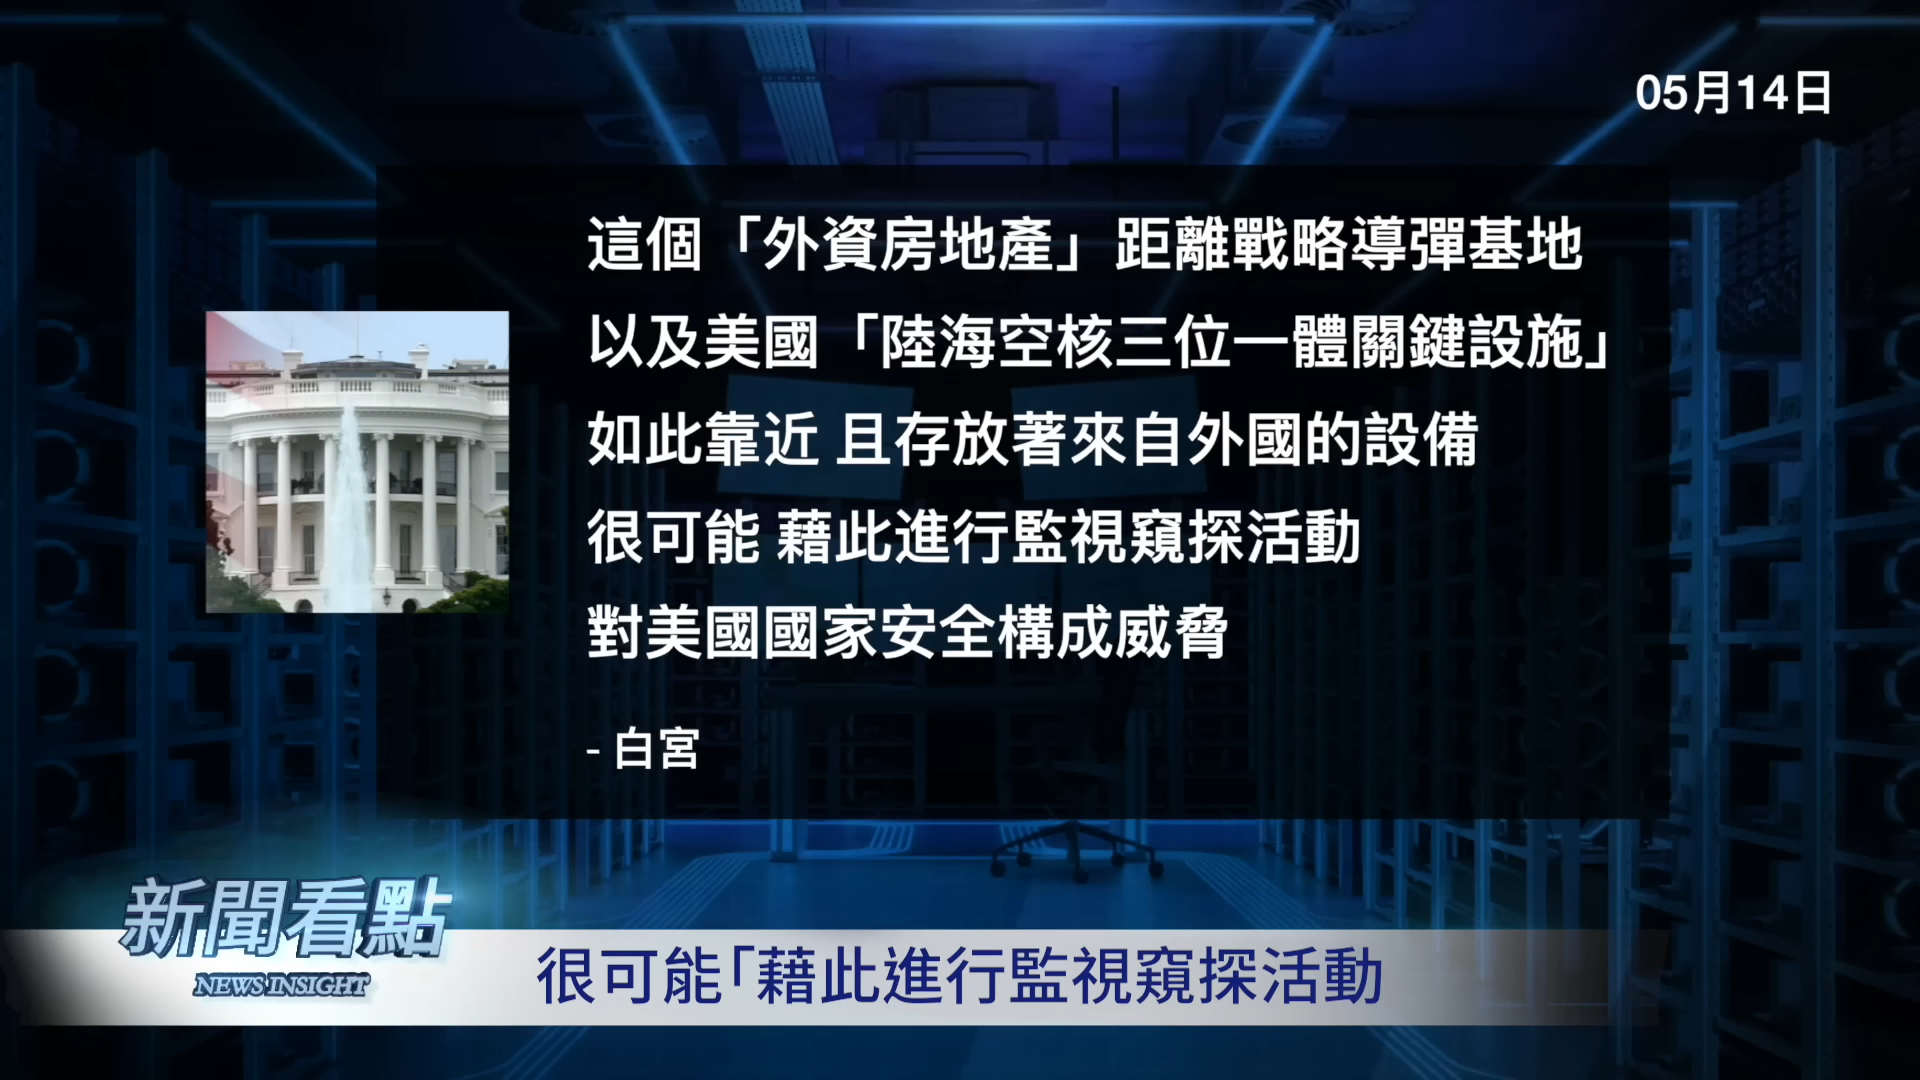 05月14日
這個「外資房地產」距離戰略導彈基地
以及美國「陸海空核三位一體關鍵設施」
如此靠近 且存放著來自外國的設備
很可能 藉此進行監視窺探活動
對美國國家安全構成威脅
- 白宮
新聞看點
NEWS INSIGHT
很可能「藉此進行監視窺探活動